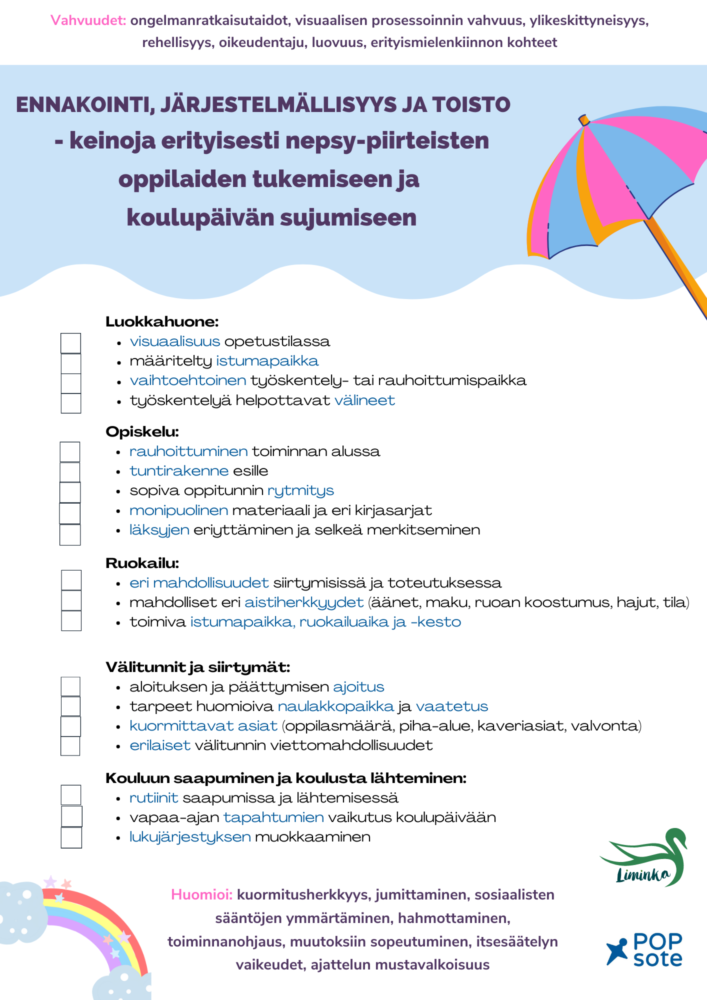 Vahvuudet: ongelmanratkaisutaidot, visuaalisen prosessoinnin vahvuus, ylikeskittyneisyys,
rehellisyys, oikeudentaju, luovuus, erityismielenkiinnon kohteet
ENNAKOINTI, JÄRJESTELMÄLLISYYS JA TOISTO
- keinoja erityisesti nepsy-piirteisten
oppilaiden tukemiseen ja
koulupäivän sujumiseen
Luokkahuone:
• visuaalisuus opetustilassa
• määritelty istumapaikka
• vaihtoehtoinen työskentely- tai rauhoittumispaikka
• työskentelyä helpottavat välineet
Opiskelu:
• rauhoittuminen toiminnan alussa
• tuntirakenne esille
• sopiva oppitunnin rytmitys
• monipuolinen materiaali ja eri kirjasarjat
• läksyjen eriyttäminen ja selkeä merkitseminen
Ruokailu:
• eri mahdollisuudet siirtymisissä ja toteutuksessa
• mahdolliset eri aistiherkkyydet (äänet, maku, ruoan koostumus, hajut, tila)
• toimiva istumapaikka, ruokailuaika ja -kesto
Välitunnit ja siirtymät:
• aloituksen ja päättymisen ajoitus
• tarpeet huomioiva naulakkopaikka ja vaatetus
• kuormittavat asiat (oppilasmäärä, piha-alue, kaveriasiat, valvonta)
• erilaiset välitunnin viettomahdollisuudet
Kouluun saapuminen ja koulusta lähteminen:
• rutiinit saapumissa ja lähtemisessä
• vapaa-ajan tapahtumien vaikutus koulupäivään
• lukujärjestyksen muokkaaminen
Liminka
Huomioi: kuormitusherkkyys, jumittaminen, sosiaalisten
sääntöjen ymmärtäminen, hahmottaminen,
toiminnanohjaus, muutoksiin sopeutuminen, itsesäätelyn
vaikeudet, ajattelun mustavalkoisuus
POP
sote